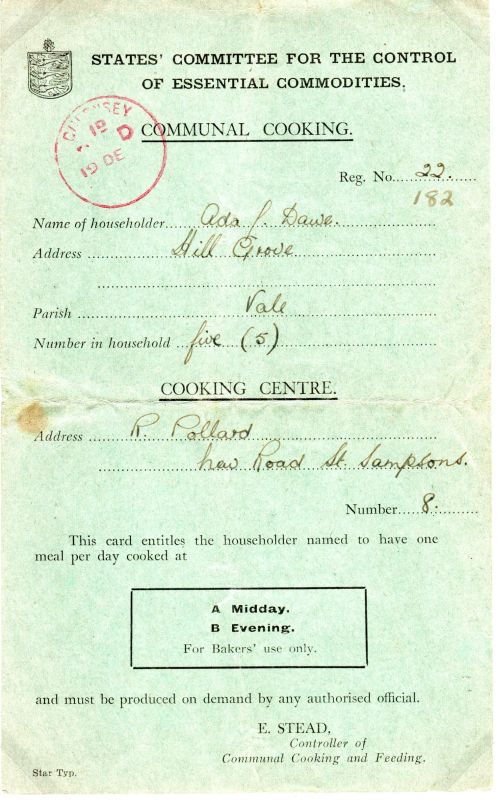 STATES' COMMITTEE FOR THE CONTROL
OF ESSENTIAL COMMODITIES.
GUERNSEY
19 D
19 DE
COMMUNAL COOKING.
Reg. No.....22.
182
Name of householder Ada J. Dawe.
Address Hill Grove
Parish Vale
Number in household five (5)
COOKING CENTRE.
Address R. Pollard
Road St. Sampsons.
Number.....8.
This card entitles the householder named to have one
meal per day cooked at
A Midday.
B Evening.
For Bakers' use only.
and must be produced on demand by any authorised official.
E. STEAD,
Controller of
Communal Cooking and Feeding.
Star Typ.